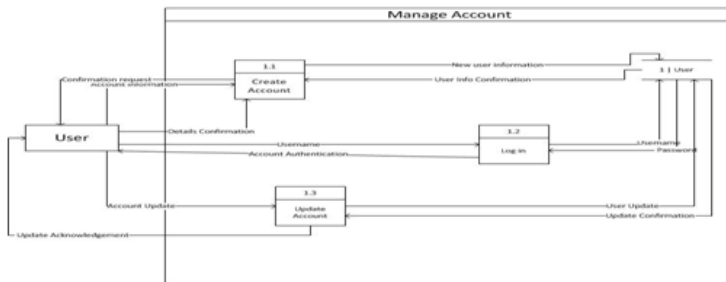 Manage Account
1.1
Create
Account
New user information
User Info Confirmation
1 | User
Confirmation request
Account Information
User
Details Confirmation
Username
Account Authentication
1.2
Log In
Username
Password
1.3
Update
Account
Account Update
User Update
Update Confirmation
Update Acknowledgement